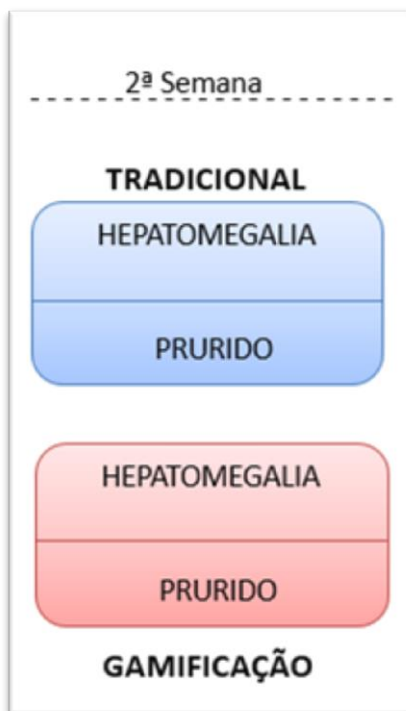 2ª Semana
TRADICIONAL
HEPATOMEGALIA
PRURIDO
HEPATOMEGALIA
PRURIDO
GAMIFICAÇÃO